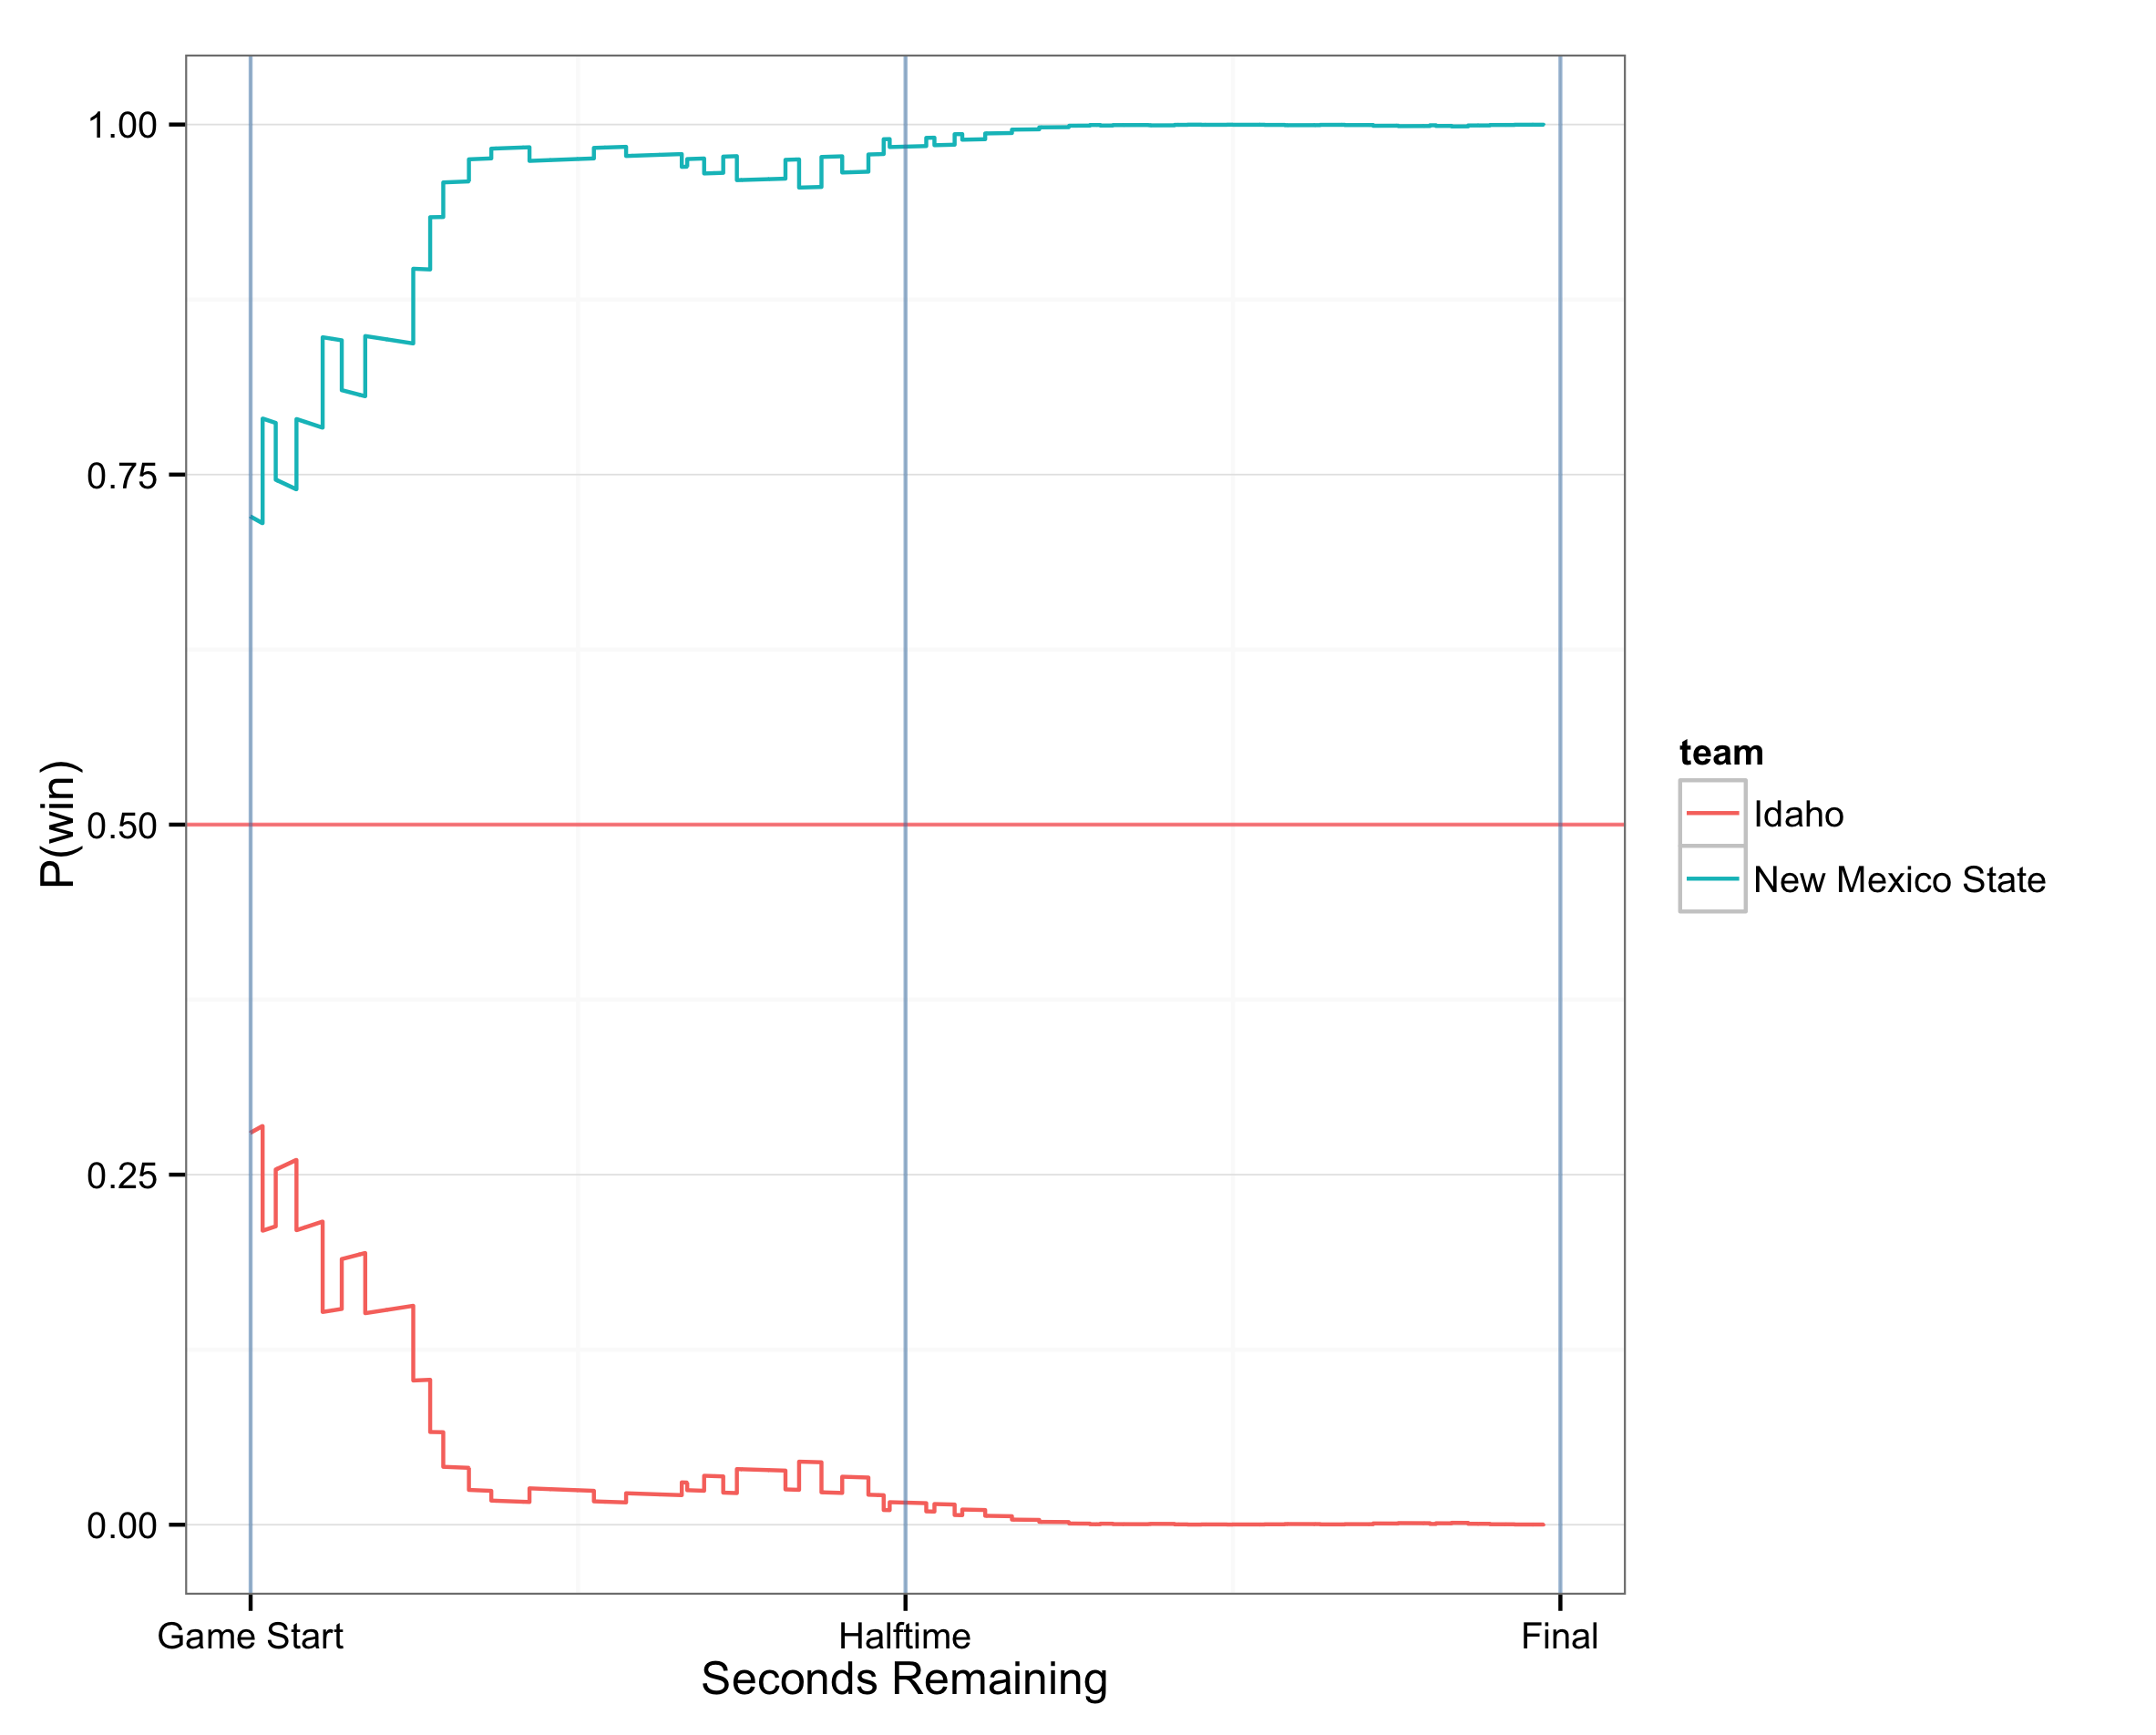 1.00
0.75
0.50
0.25
0.00
P(win)
Game Start
Halftime
Final
Seconds Remaining
team
Idaho
New Mexico State